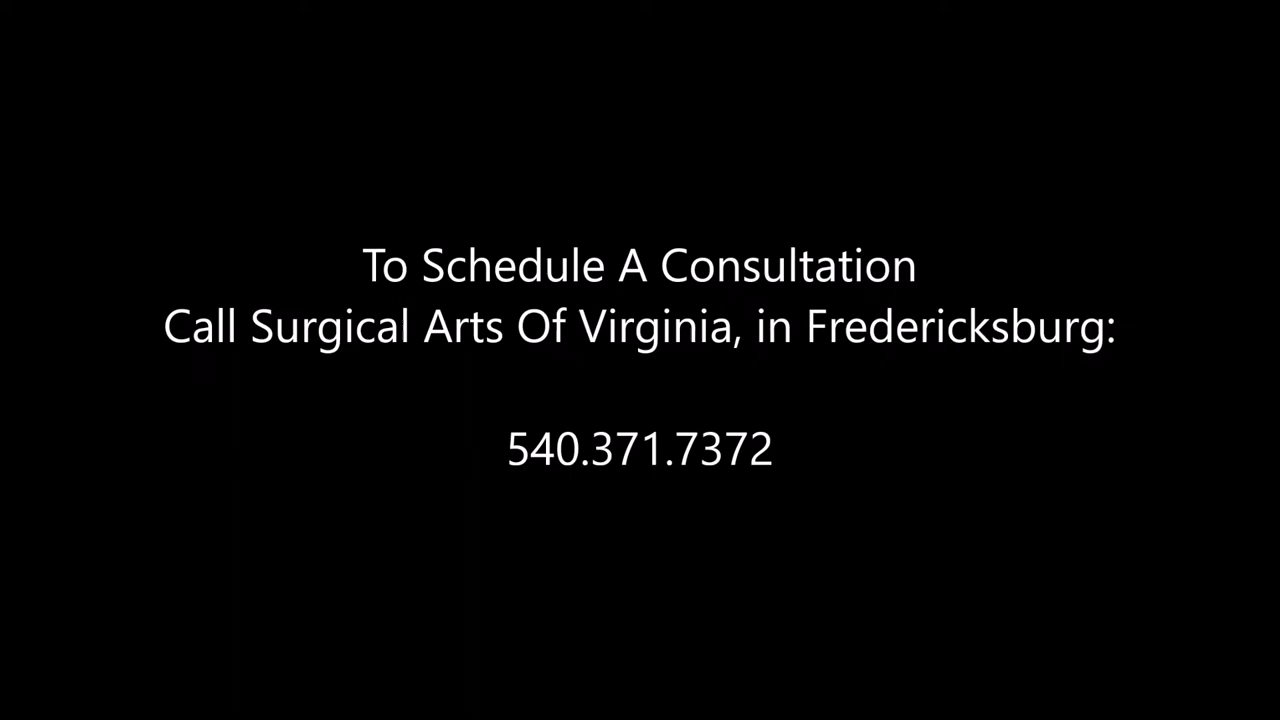 To Schedule A Consultation
Call Surgical Arts Of Virginia, in Fredericksburg:
540.371.7372